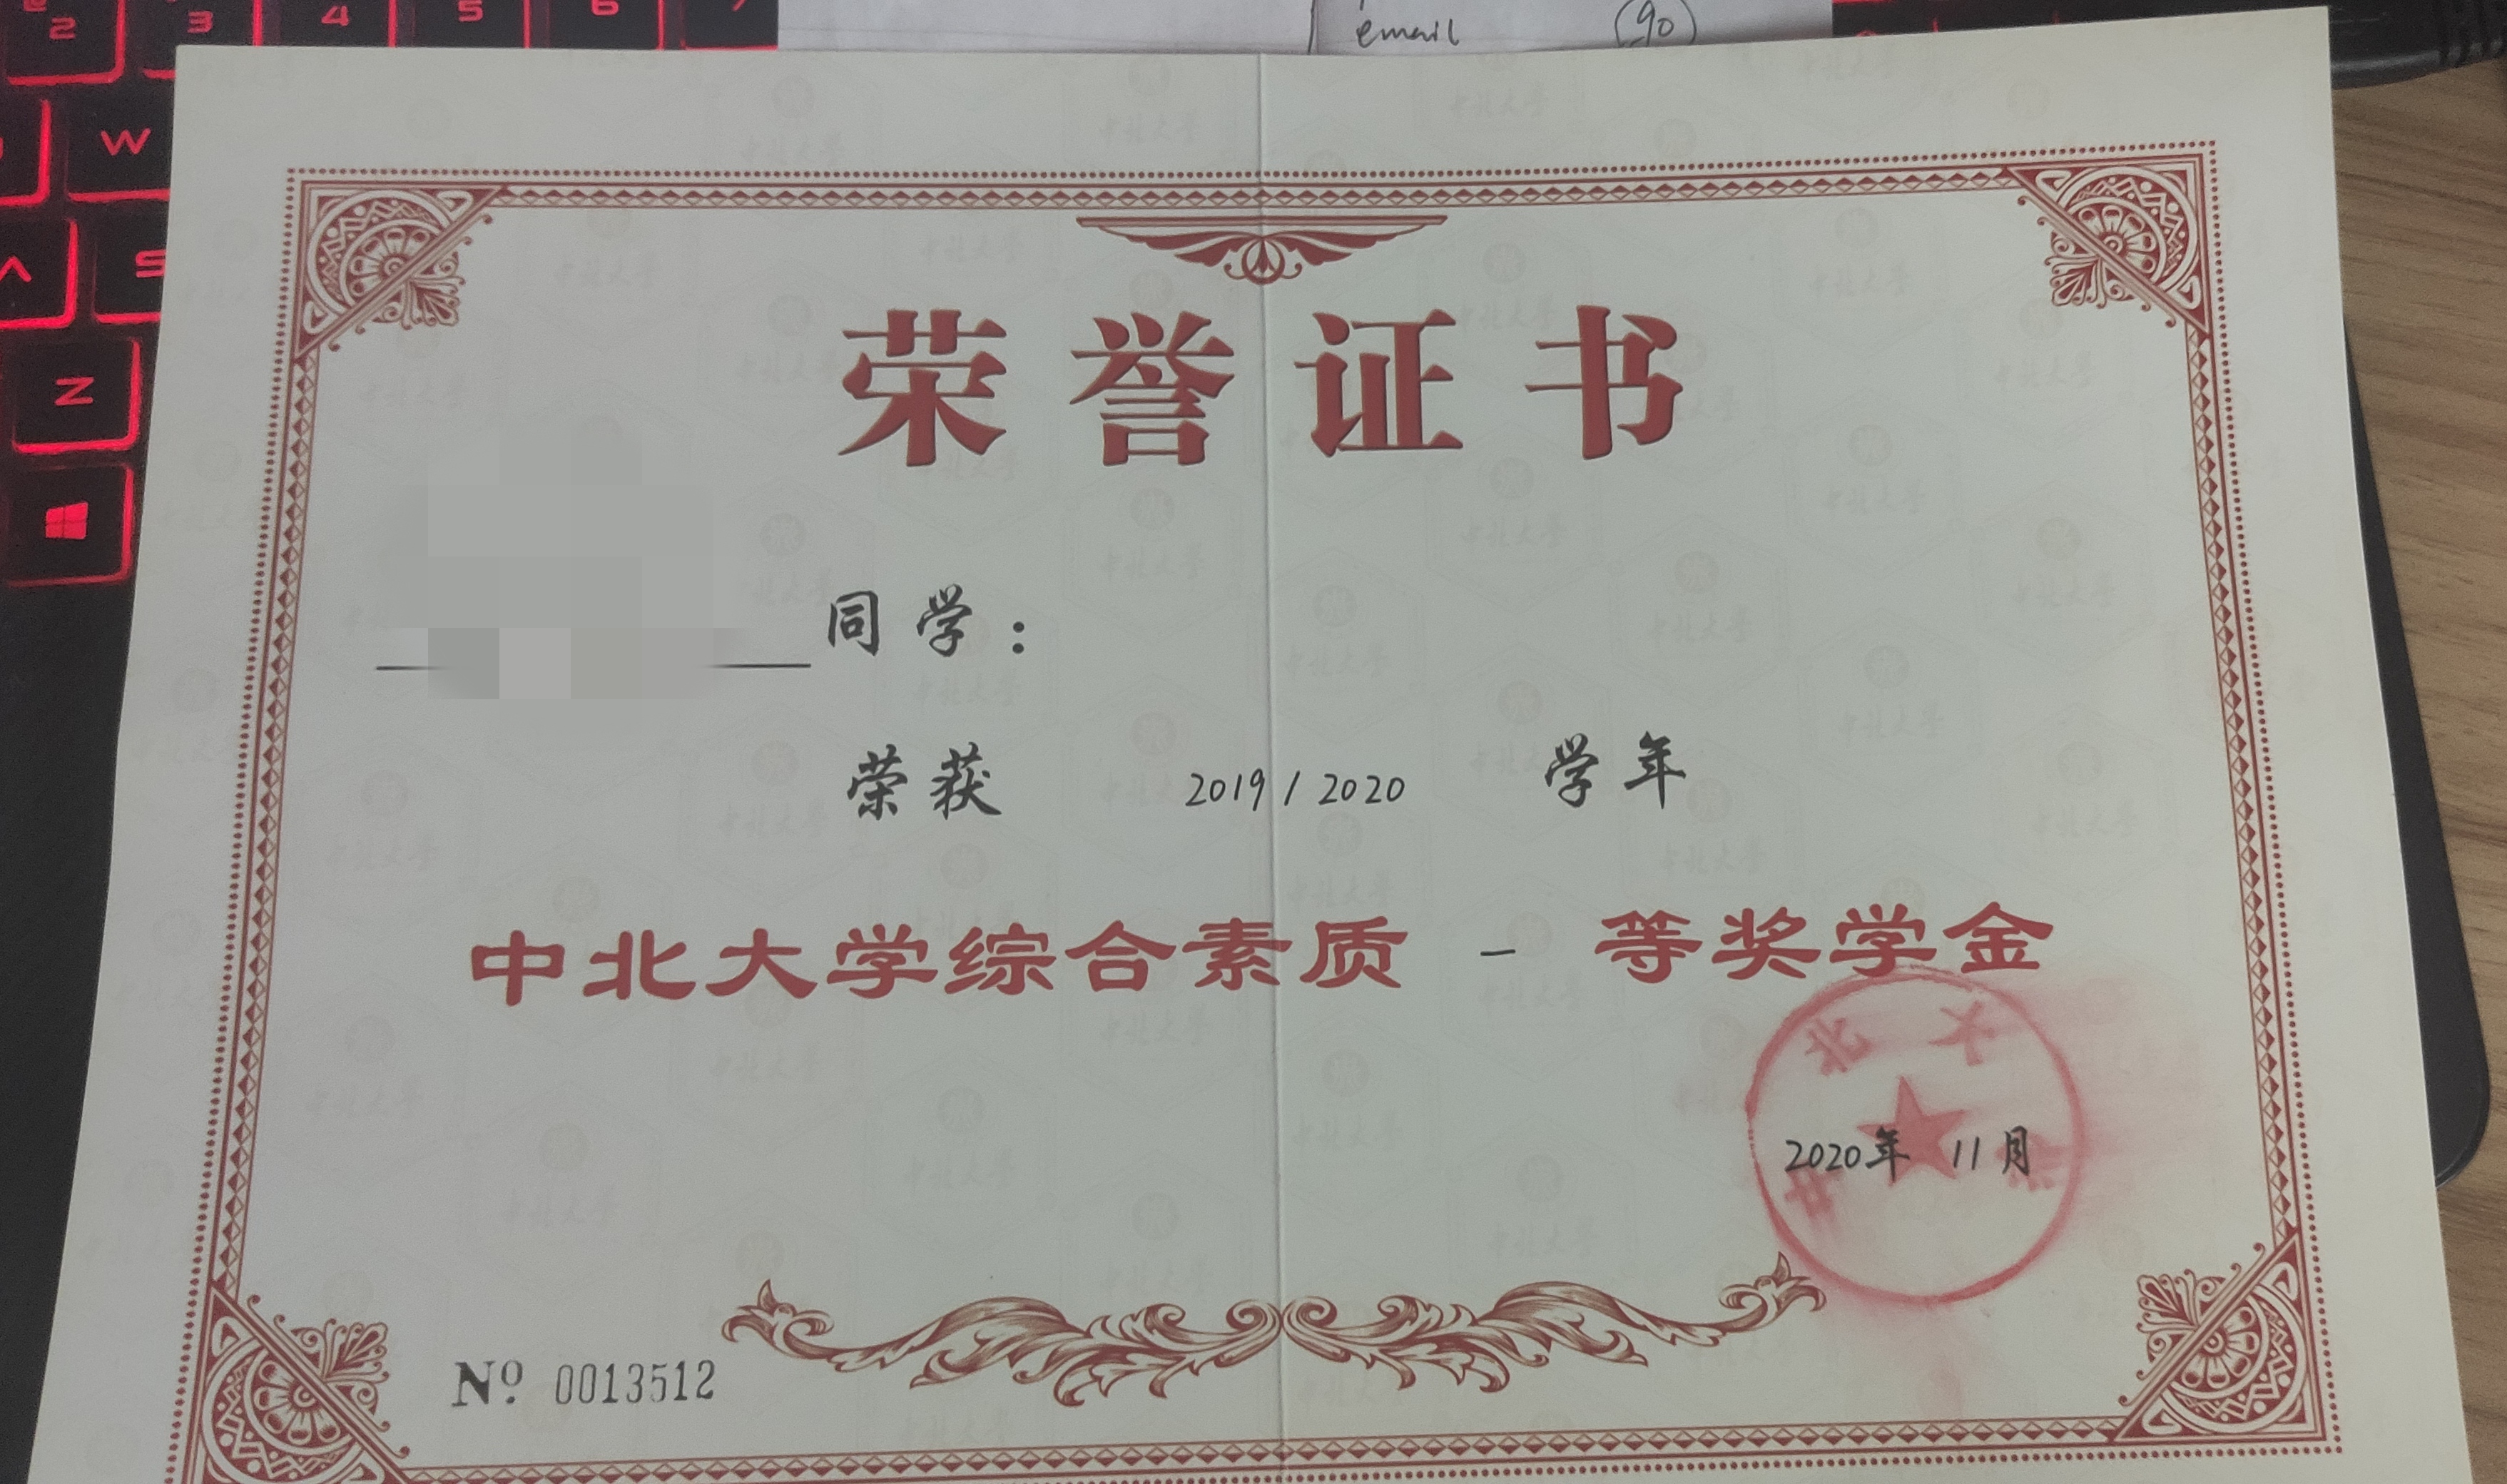 2 3 4 5 6 7
email 90
W
S
Z
荣誉证书
同学：
荣获 2019/2020 学年
中北大学综合素质 一 等奖学金
中北大学
2020年 11月
Nº 0013512